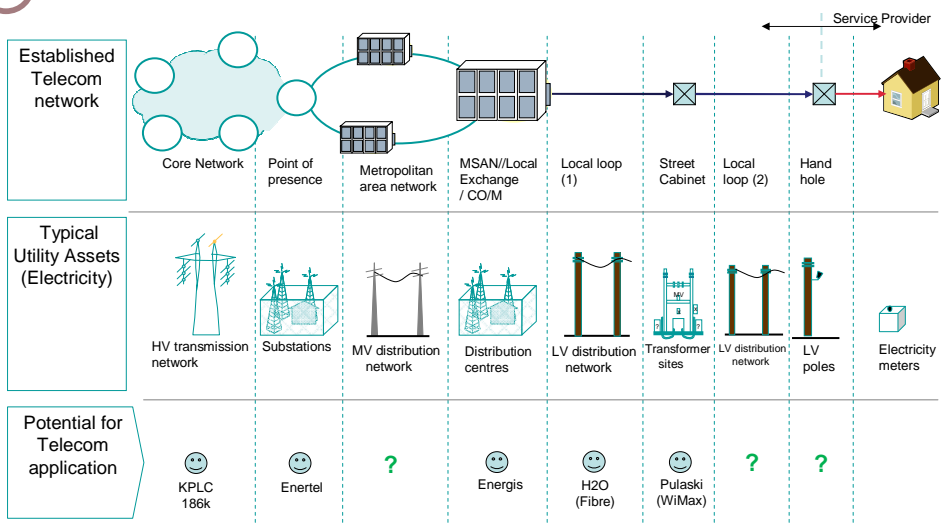 Service Provider
Established
Telecom
network
Core Network
Point of
presence
Metropolitan
area network
MSAN//Local
Exchange
/ CO/M
Local loop
(1)
Street
Cabinet
Local
loop (2)
Hand
hole
Typical
Utility Assets
(Electricity)
MV
HV transmission
network
Substations
MV distribution
network
Distribution
centres
LV distribution
network
Transformer
sites
LV distribution
network
LV
poles
Electricity
meters
Potential for
Telecom
application
KPLC
186k
Enertel
?
Energis
H2O
(Fibre)
Pulaski
(WiMax)
?
?